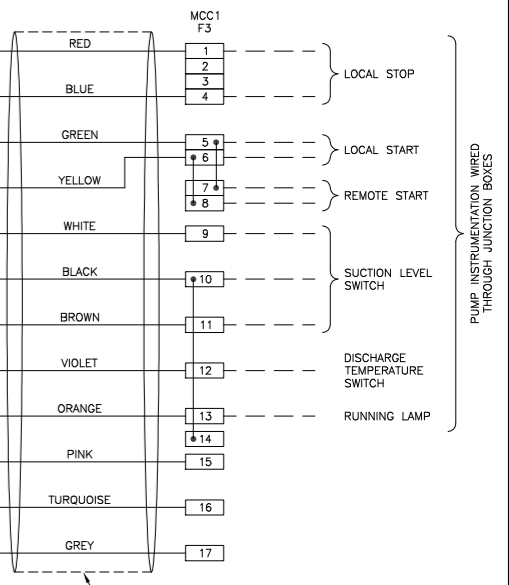 MCC1
F3
RED
1
2
3
BLUE
4
LOCAL STOP
GREEN
5
6
LOCAL START
YELLOW
7
8
REMOTE START
WHITE
9
BLACK
10
SUCTION LEVEL
SWITCH
BROWN
11
VIOLET
12
DISCHARGE
TEMPERATURE
SWITCH
ORANGE
13
RUNNING LAMP
14
PINK
15
TURQUOISE
16
GREY
17
PUMP INSTRUMENTATION WIRED
THROUGH JUNCTION BOXES